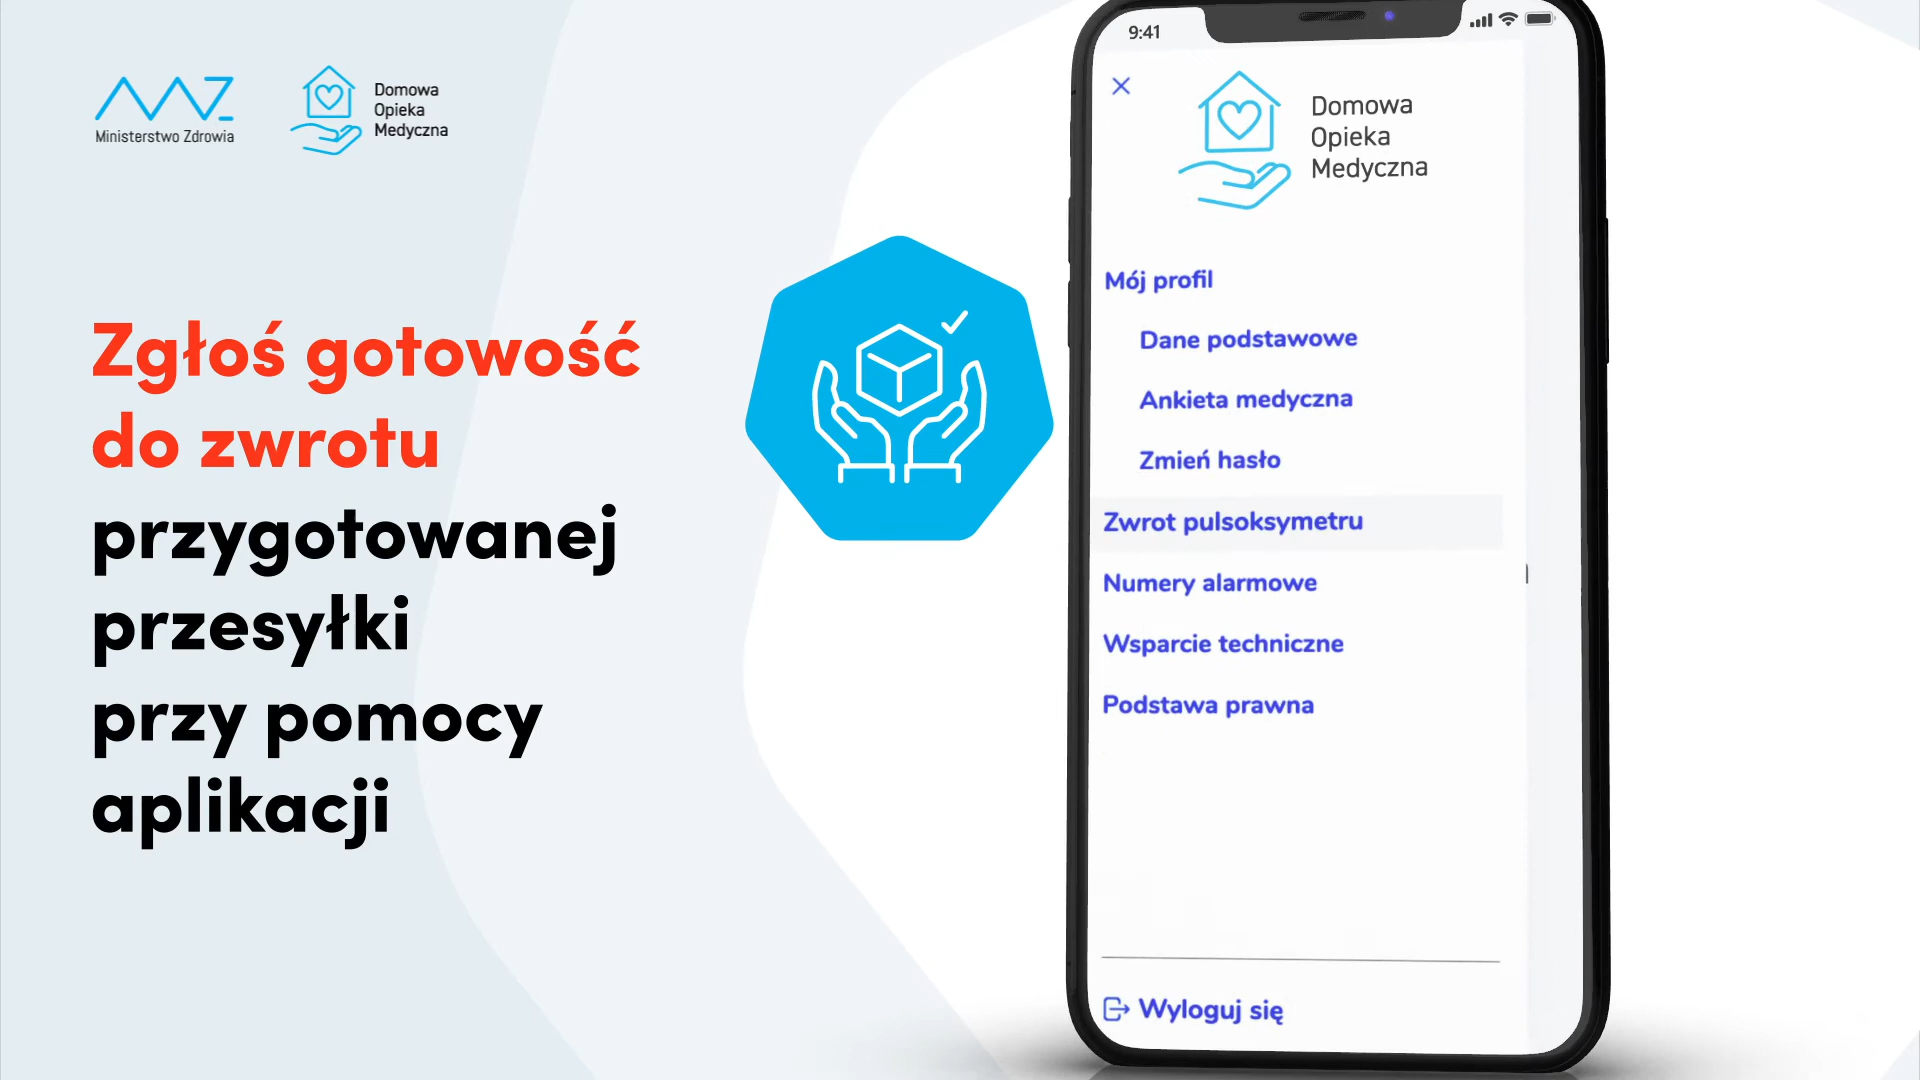 Ministerstwo Zdrowia
Domowa
Opieka
Medyczna
Zgłoś gotowość
do zwrotu
przygotowanej
przesyłki
przy pomocy
aplikacji
9:41
Domowa
Opieka
Medyczna
Mój profil
Dane podstawowe
Ankieta medyczna
Zmień hasło
Zwrot pulsoksymetru
Numery alarmowe
Wsparcie techniczne
Podstawa prawna
Wyloguj się